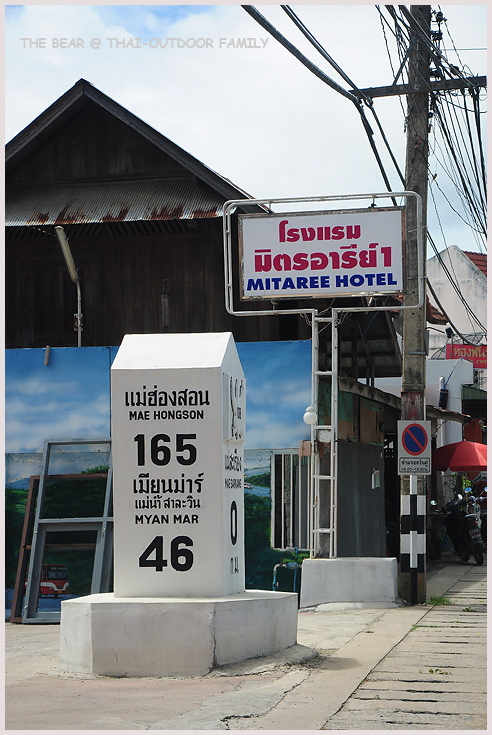 THE BEAR @ THAI-OUTDOOR FAMILY
โรงแรม
มิตรอารีย์1
MITAREE HOTEL
แม่ฮ่องสอน
MAE HONGSON
165
เมียนม่าร์
แม่น้ำสาละวิน
MYAN MAR
46
0
ก.ม.